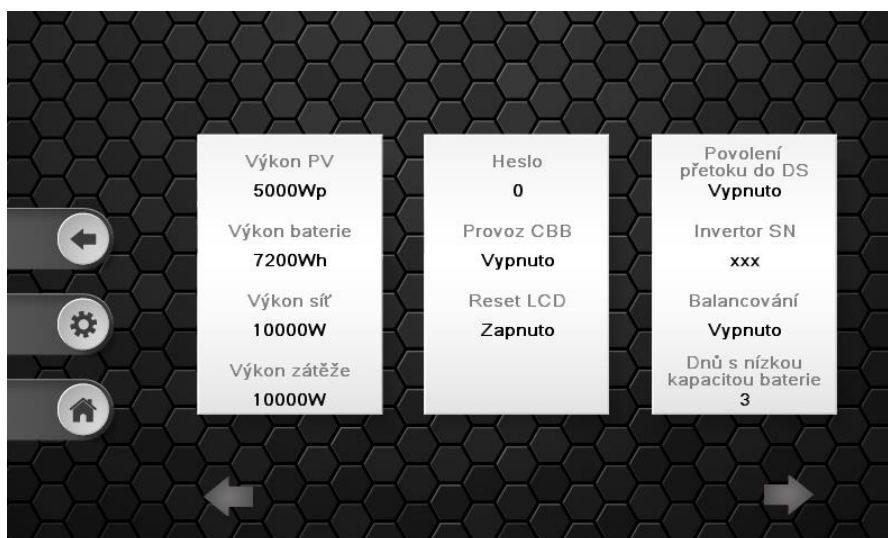 Výkon PV
5000Wp
Výkon baterie
7200Wh
Výkon síť
10000W
Výkon zátěže
10000W
Heslo
0
Provoz CBB
Vypnuto
Reset LCD
Zapnuto
Povolení
přetoku do DS
Vypnuto
Invertor SN
xxx
Balancování
Vypnuto
Dnů s nízkou
kapacitou baterie
3